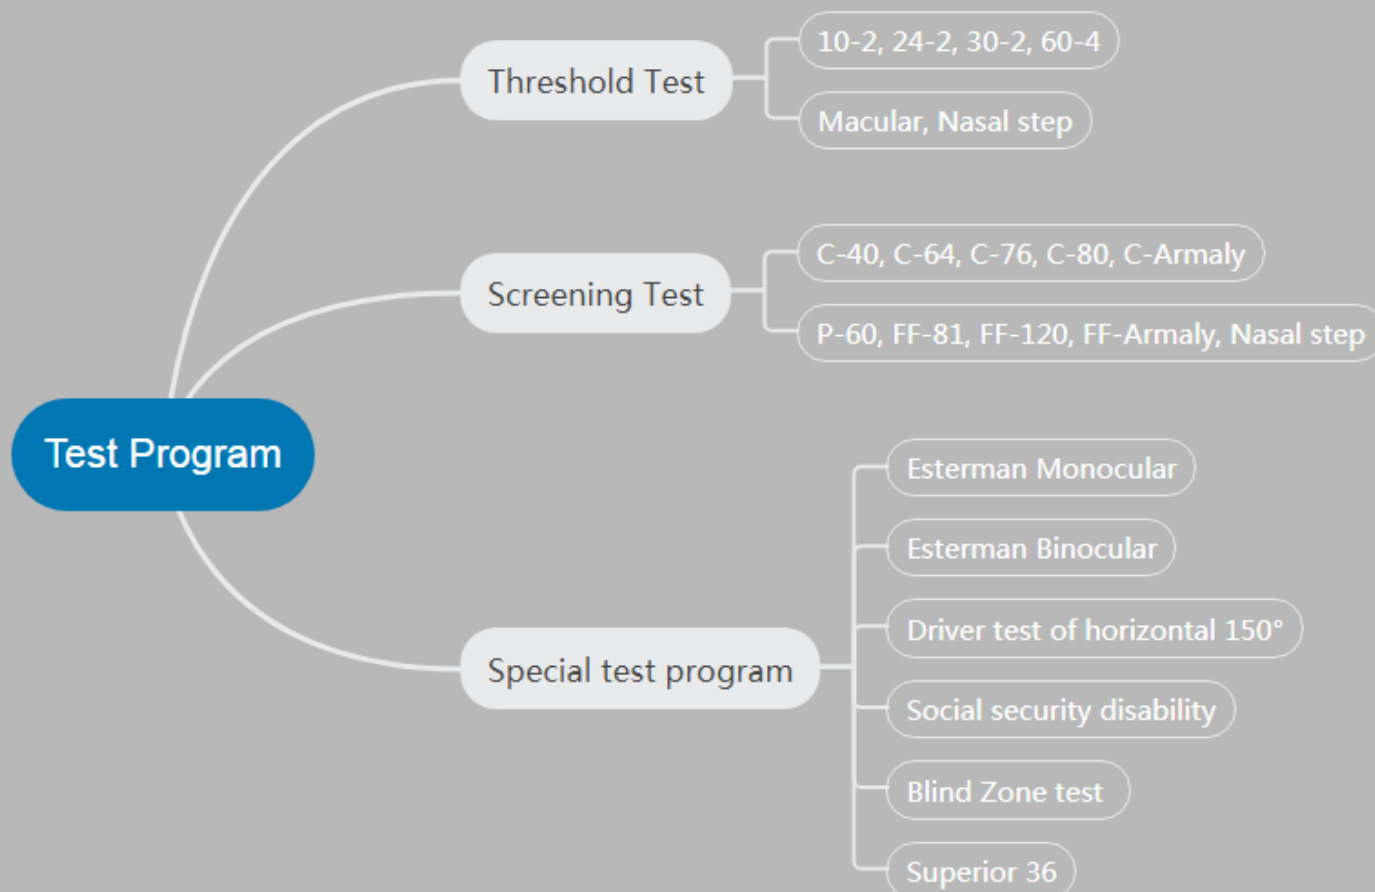 10-2, 24-2, 30-2, 60-4
Threshold Test
Macular, Nasal step
C-40, C-64, C-76, C-80, C-Armaly
Screening Test
P-60, FF-81, FF-120, FF-Armaly, Nasal step
Test Program
Esterman Monocular
Esterman Binocular
Driver test of horizontal 150°
Special test program
Social security disability
Blind Zone test
Superior 36